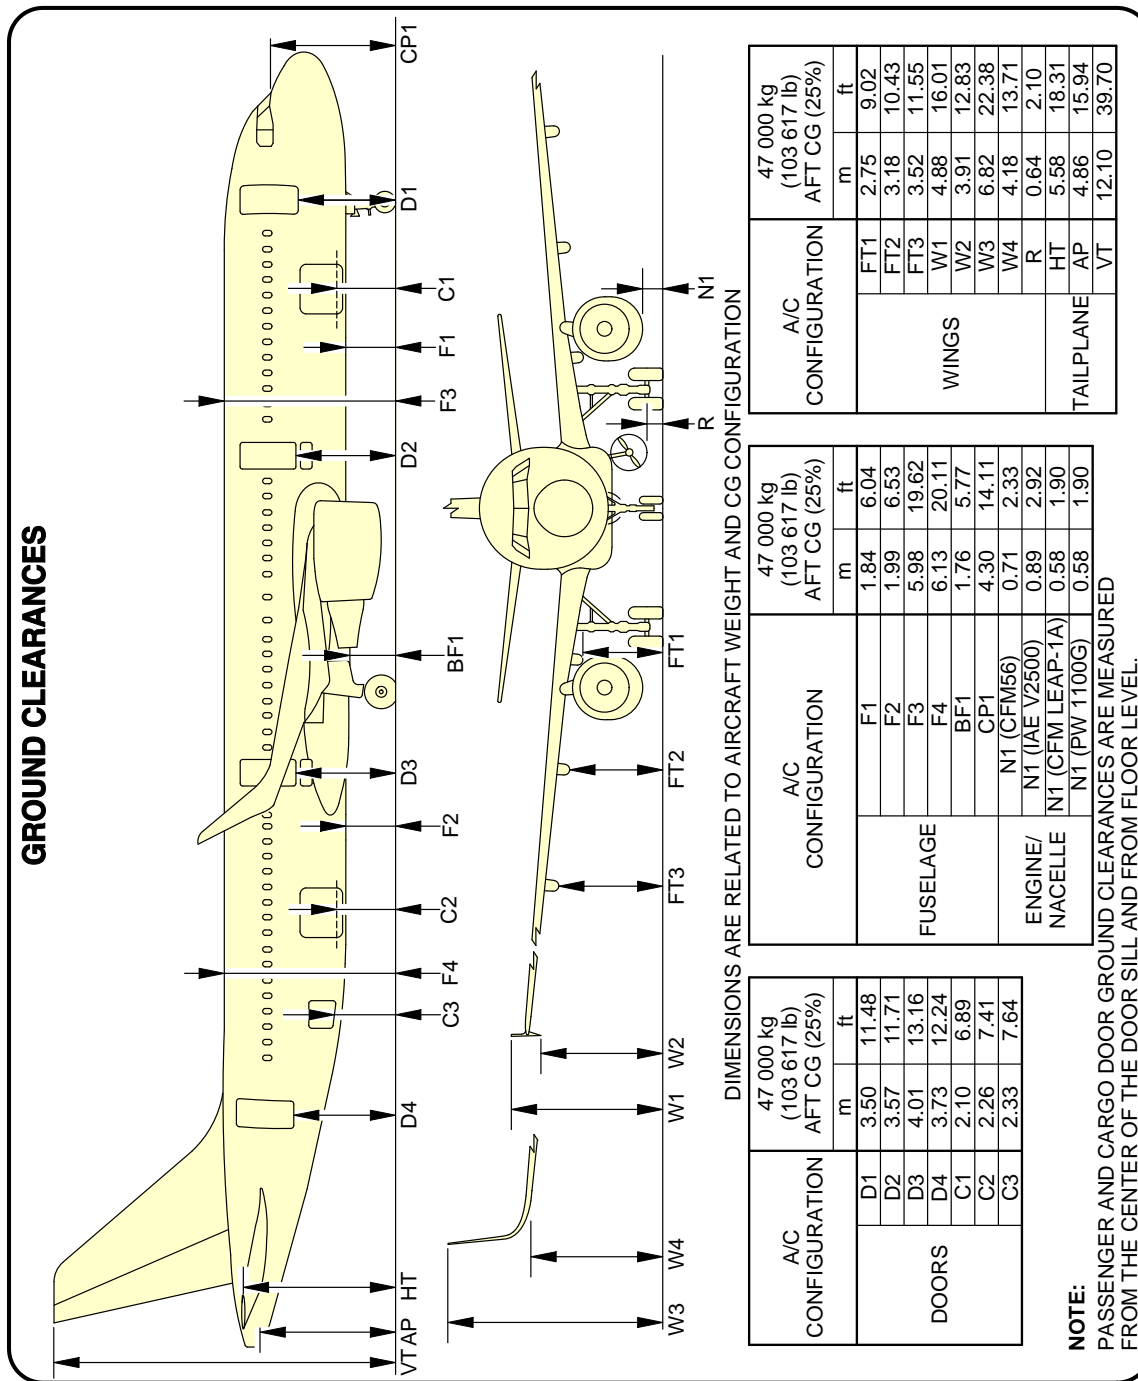 GROUND CLEARANCES
VT
AP
HT
D4
C3
F4
C2
F2
D3
BF1
D2
F3
F1
C1
D1
CP1
W3
W4
W1
W2
FT3
FT2
FT1
R
N1
DIMENSIONS ARE RELATED TO AIRCRAFT WEIGHT AND CG CONFIGURATION
A/C CONFIGURATION 47 000 kg (103 617 lb) AFT CG (25%)
m ft
DOORS
D1 3.50 11.48
D2 3.57 11.71
D3 4.01 13.16
D4 3.73 12.24
C1 2.10 6.89
C2 2.26 7.41
C3 2.33 7.64
A/C CONFIGURATION 47 000 kg (103 617 lb) AFT CG (25%)
m ft
FUSELAGE
F1 1.84 6.04
F2 1.99 6.53
F3 5.98 19.62
F4 6.13 20.11
BF1 1.76 5.77
CP1 4.30 14.11
ENGINE/
NACELLE
N1 (CFM56) 0.71 2.33
N1 (IAE V2500) 0.89 2.92
N1 (CFM LEAP-1A) 0.58 1.90
N1 (PW 1100G) 0.58 1.90
A/C CONFIGURATION 47 000 kg (103 617 lb) AFT CG (25%)
m ft
WINGS
FT1 2.75 9.02
FT2 3.18 10.43
FT3 3.52 11.55
W1 4.88 16.01
W2 3.91 12.83
W3 6.82 22.38
W4 4.18 13.71
R 0.64 2.10
TAILPLANE
HT 5.58 18.31
AP 4.86 15.94
VT 12.10 39.70
NOTE:
PASSENGER AND CARGO DOOR GROUND CLEARANCES ARE MEASURED
FROM THE CENTER OF THE DOOR SILL AND FROM FLOOR LEVEL.